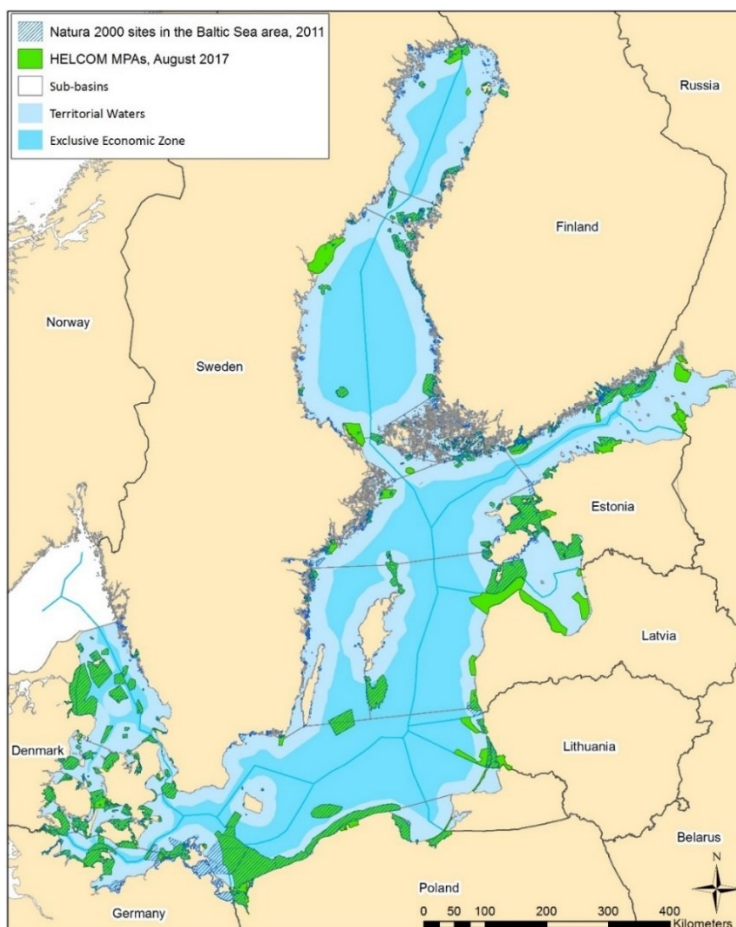 Natura 2000 sites in the Baltic Sea area, 2011
HELCOM MPAs, August 2017
Sub-basins
Territorial Waters
Exclusive Economic Zone
Russia
Finland
Norway
Sweden
Estonia
Latvia
Denmark
Lithuania
Belarus
N
Poland
Germany
0 50 100 200 300 400
Kilometers